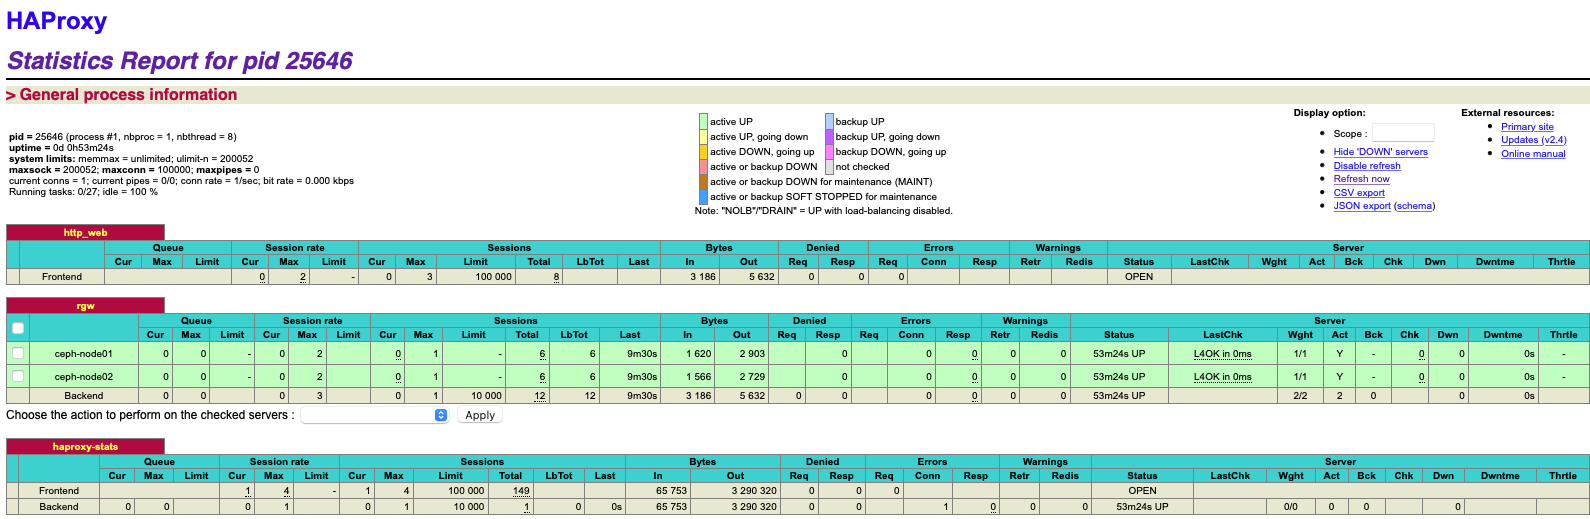 HAProxy
Statistics Report for pid 25646
> General process information
pid = 25646 (process #1, nbproc = 1, nbthread = 8)
uptime = 0d 0h53m24s
system limits: memmax = unlimited; ulimit-n = 200052
maxsock = 200052; maxconn = 100000; maxpipes = 0
current conns = 1; current pipes = 0/0; conn rate = 1/sec; bit rate = 0.000 kbps
Running tasks: 0/27; idle = 100 %
active UP backup UP
active UP, going down backup UP, going down
active DOWN, going up backup DOWN, going up
active or backup DOWN not checked
active or backup DOWN for maintenance (MAINT)
active or backup SOFT STOPPED for maintenance
Note: "NOLB"/"DRAIN" = UP with load-balancing disabled.
Display option:
Scope :
Hide 'DOWN' servers
Disable refresh
Refresh now
CSV export
JSON export (schema)
External resources:
Primary site
Updates (v2.4)
Online manual
http_web
Queue Session rate Sessions Bytes Denied Errors Warnings Server
Cur Max Limit Cur Max Limit Cur Max Limit Total LbTot Last In Out Req Resp Req Conn Resp Retr Redis Status LastChk Wght Act Bck Chk Dwn Dwntme Thrtle
Frontend 0 2 - 0 3 100 000 8 3 186 5 632 0 0 0 OPEN
rgw
Queue Session rate Sessions Bytes Denied Errors Warnings Server
Cur Max Limit Cur Max Limit Cur Max Limit Total LbTot Last In Out Req Resp Req Conn Resp Retr Redis Status LastChk Wght Act Bck Chk Dwn Dwntme Thrtle
ceph-node01 0 0 - 0 2 0 1 - 6 6 9m30s 1 620 2 903 0 0 0 0 0 53m24s UP L4OK in 0ms 1/1 Y - 0 0 0s -
ceph-node02 0 0 - 0 2 0 1 - 6 6 9m30s 1 566 2 729 0 0 0 0 0 53m24s UP L4OK in 0ms 1/1 Y - 0 0 0s -
Backend 0 0 0 3 0 1 10 000 12 12 9m30s 3 186 5 632 0 0 0 0 0 0 53m24s UP 2/2 2 0 0 0s
Choose the action to perform on the checked servers : Apply
haproxy-stats
Queue Session rate Sessions Bytes Denied Errors Warnings Server
Cur Max Limit Cur Max Limit Cur Max Limit Total LbTot Last In Out Req Resp Req Conn Resp Retr Redis Status LastChk Wght Act Bck Chk Dwn Dwntme Thrtle
Frontend 1 4 - 1 4 100 000 149 65 753 3 290 320 0 0 0 OPEN
Backend 0 0 0 1 0 1 10 000 1 0 0s 65 753 3 290 320 0 0 1 0 0 0 53m24s UP 0/0 0 0 0